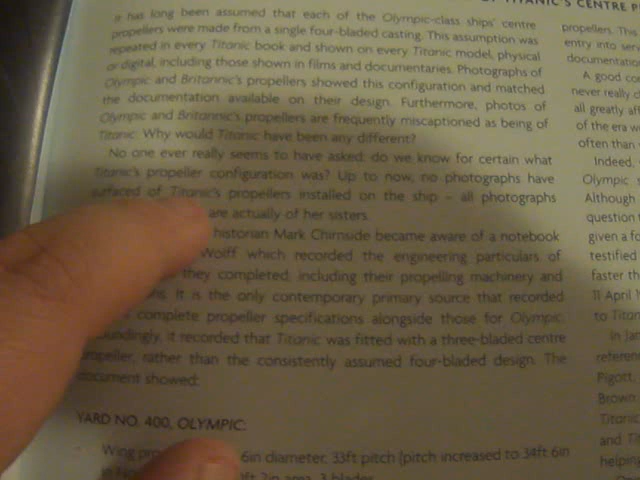 TITANIC'S CENTRE P
It has long been assumed that each of the Olympic-class ships' centre
propellers were made from a single four-bladed casting. This assumption was
repeated in every Titanic book and shown on every Titanic model, physical
or digital, including those shown in films and documentaries. Photographs of
Olympic and Britannic's propellers showed this configuration and matched
the documentation available on their design. Furthermore, photos of
Olympic and Britannic's propellers are frequently miscaptioned as being of
Titanic. Why would Titanic have been any different?
No one ever really seems to have asked: do we know for certain what
Titanic's propeller configuration was? Up to now, no photographs have
surfaced of Titanic's propellers installed on the ship – all photographs
are actually of her sisters.
historian Mark Chirnside became aware of a notebook
Wolff which recorded the engineering particulars of
they completed, including their propelling machinery and
It is the only contemporary primary source that recorded
complete propeller specifications alongside those for Olympic.
it recorded that Titanic was fitted with a three-bladed centre
propeller, rather than the consistently assumed four-bladed design. The
document showed:
YARD NO. 400, OLYMPIC:
Wing pro 6in diameter, 33ft pitch (pitch increased to 34ft 6in
in area, 3 blades
propellers. This
entry into ser
documentatio
A good co
never really d
all greatly aff
of the era w
often than
Indeed,
Olympic s
Although
question t
given a fo
testified
faster th
11 April 1
to Titan
In Jan
referen
Pigott,
Brown
Titanic
and Ti
helping